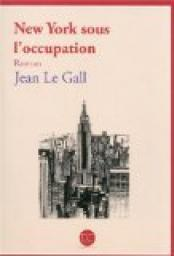 New York sous
l'occupation
Roman
Jean Le Gall